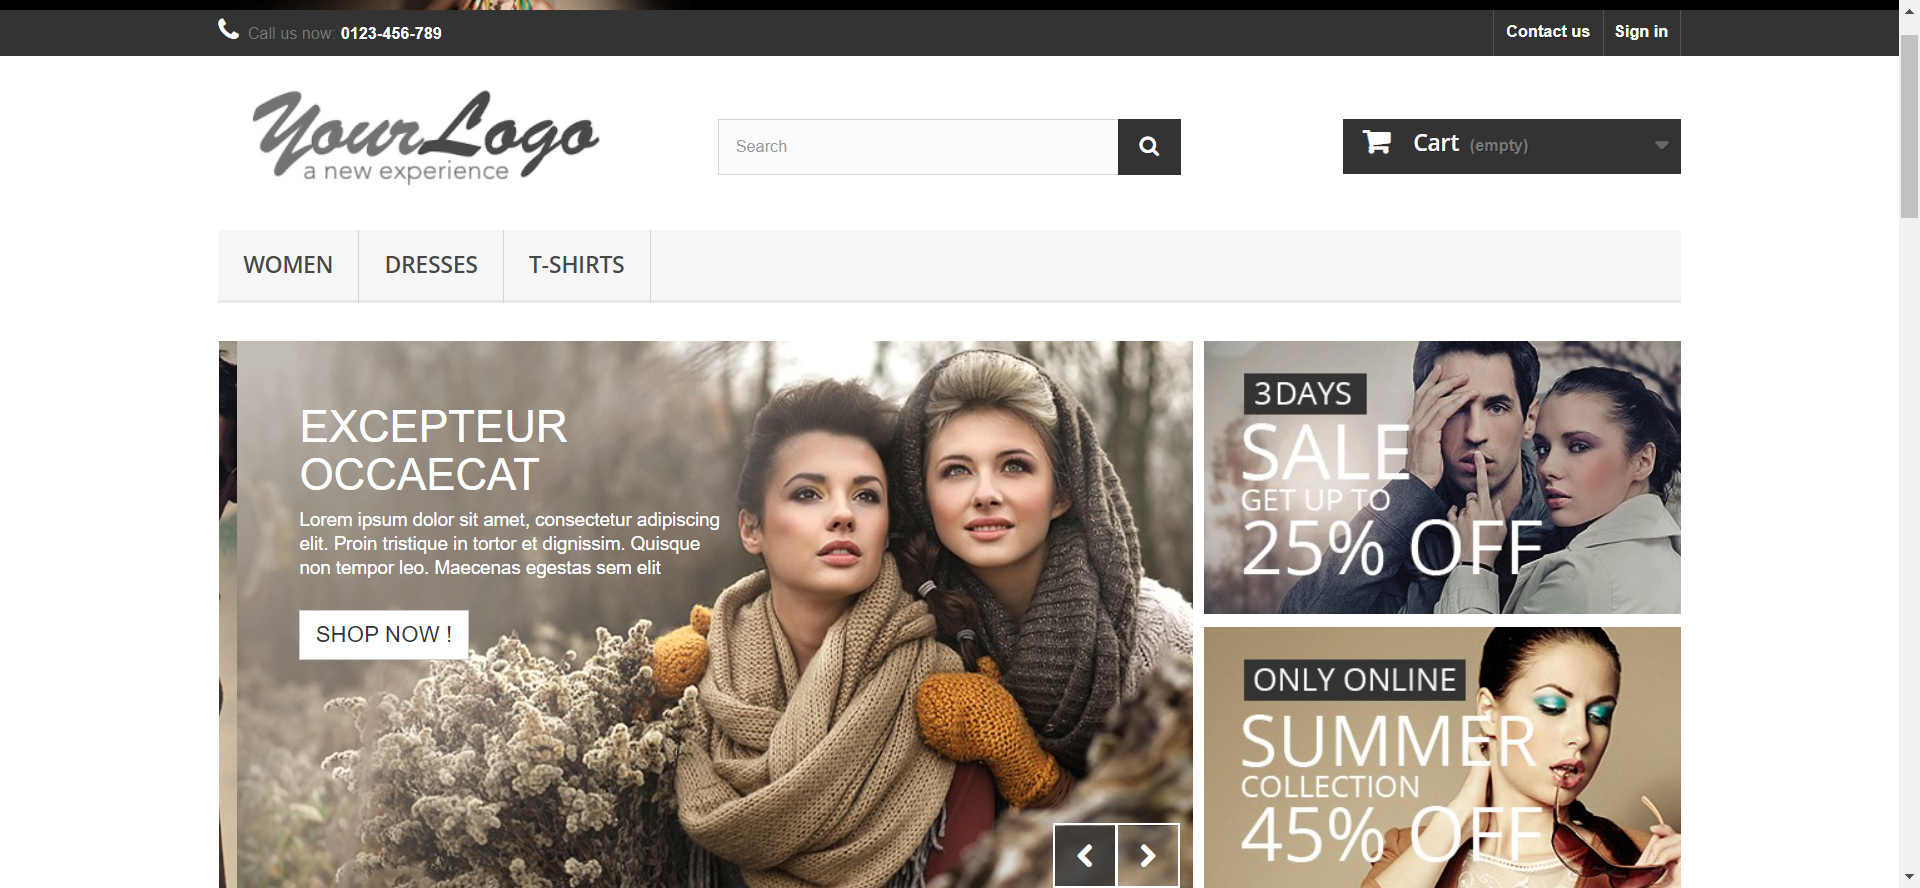 Call us now: 0123-456-789
Contact us
Sign in
YourLogo
a new experience
Search
Cart (empty)
WOMEN
DRESSES
T-SHIRTS
EXCEPTEUR
OCCAECAT
Lorem ipsum dolor sit amet, consectetur adipiscing
elit. Proin tristique in tortor et dignissim. Quisque
non tempor leo. Maecenas egestas sem elit
SHOP NOW !
3 DAYS
SALE
GET UP TO
25% OFF
ONLY ONLINE
SUMMER
COLLECTION
45% OFF